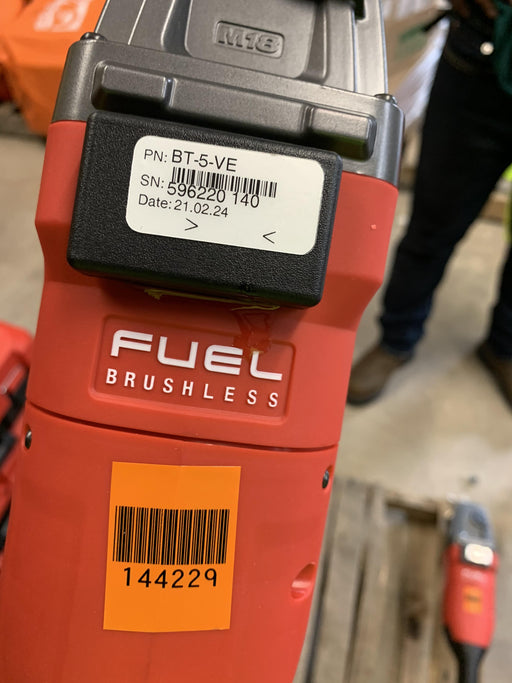 M18
PN: BT-5-VE
SN: 596220 140
Date: 21.02.24
> <
FUEL
BRUSHLESS
144229